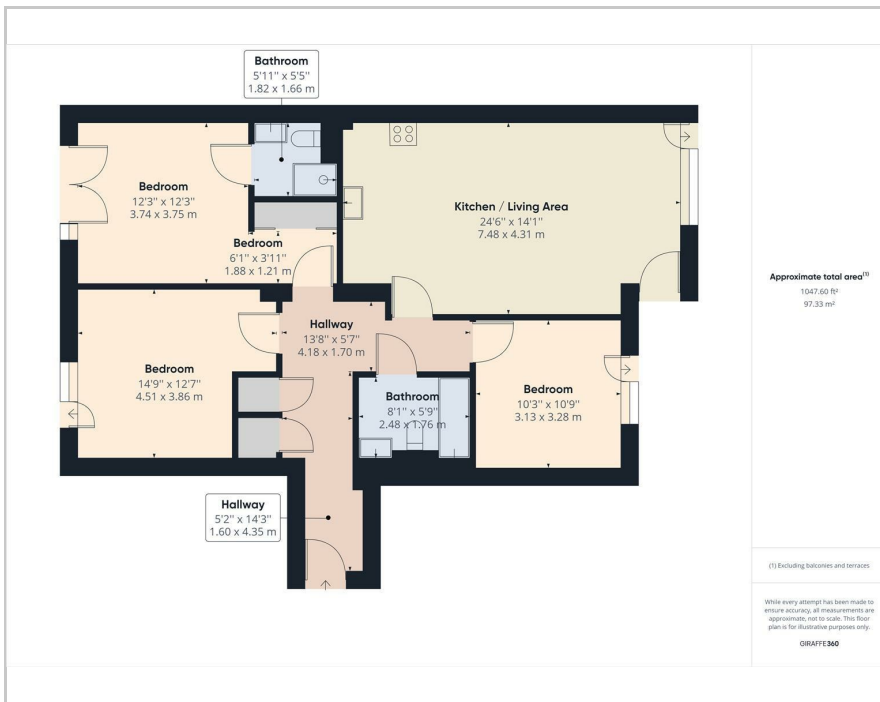 Bathroom
5'11" x 5'5"
1.82 x 1.66 m
Bedroom
12'3" x 12'3"
3.74 x 3.75 m
Kitchen / Living Area
24'6" x 14'1"
7.48 x 4.31 m
Bedroom
6'1" x 3'11"
1.88 x 1.21 m
Hallway
13'8" x 5'7"
4.18 x 1.70 m
Bedroom
14'9" x 12'7"
4.51 x 3.86 m
Bathroom
8'1" x 5'9"
2.48 x 1.76 m
Bedroom
10'3" x 10'9"
3.13 x 3.28 m
Hallway
5'2" x 14'3"
1.60 x 4.35 m
Approximate total area(1)
1047.60 ft²
97.33 m²
(1) Excluding balconies and terraces
While every attempt has been made to
ensure accuracy, all measurements are
approximate, not to scale. This floor
plan is for illustrative purposes only.
GIRAFFE360